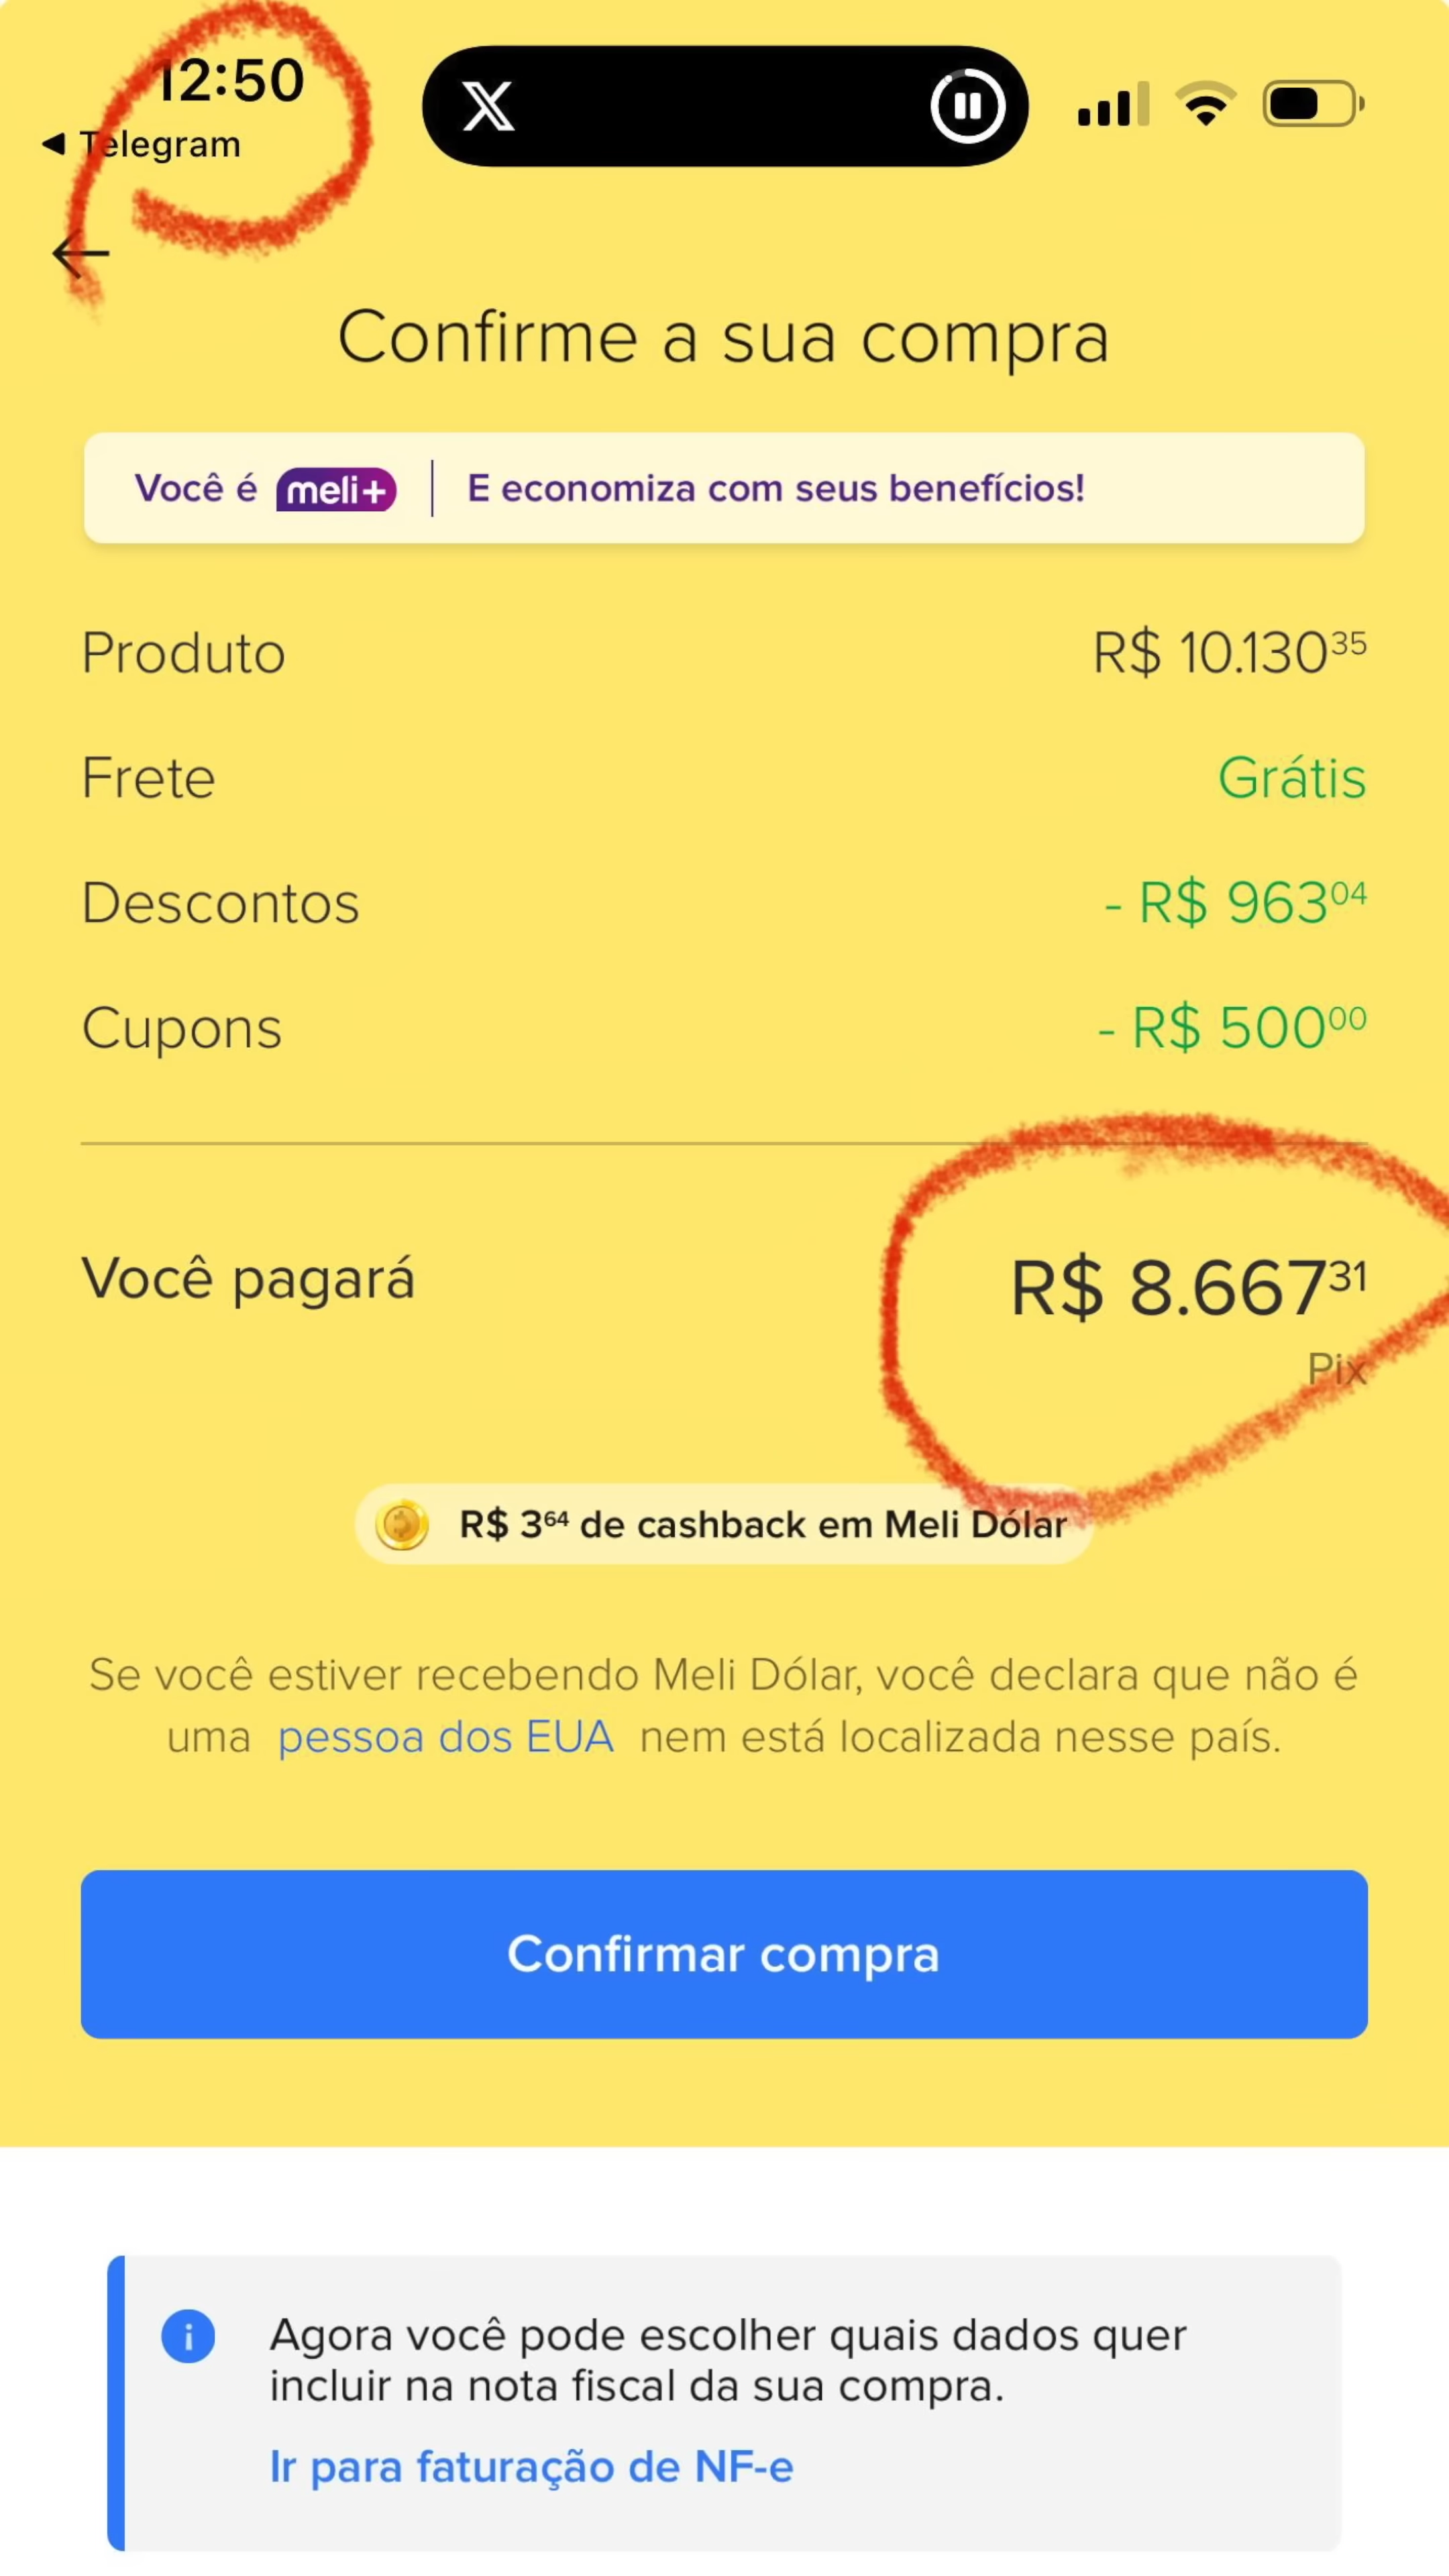 12:50
Telegram
Confirme a sua compra
Você é meli+ | E economiza com seus benefícios!
Produto R$ 10.130³⁵
Frete Grátis
Descontos - R$ 963⁰⁴
Cupons - R$ 500⁰⁰
Você pagará R$ 8.667³¹
Pix
R$ 3⁶⁴ de cashback em Meli Dólar
Se você estiver recebendo Meli Dólar, você declara que não é
uma pessoa dos EUA nem está localizada nesse país.
Confirmar compra
Agora você pode escolher quais dados quer
incluir na nota fiscal da sua compra.
Ir para faturação de NF-e